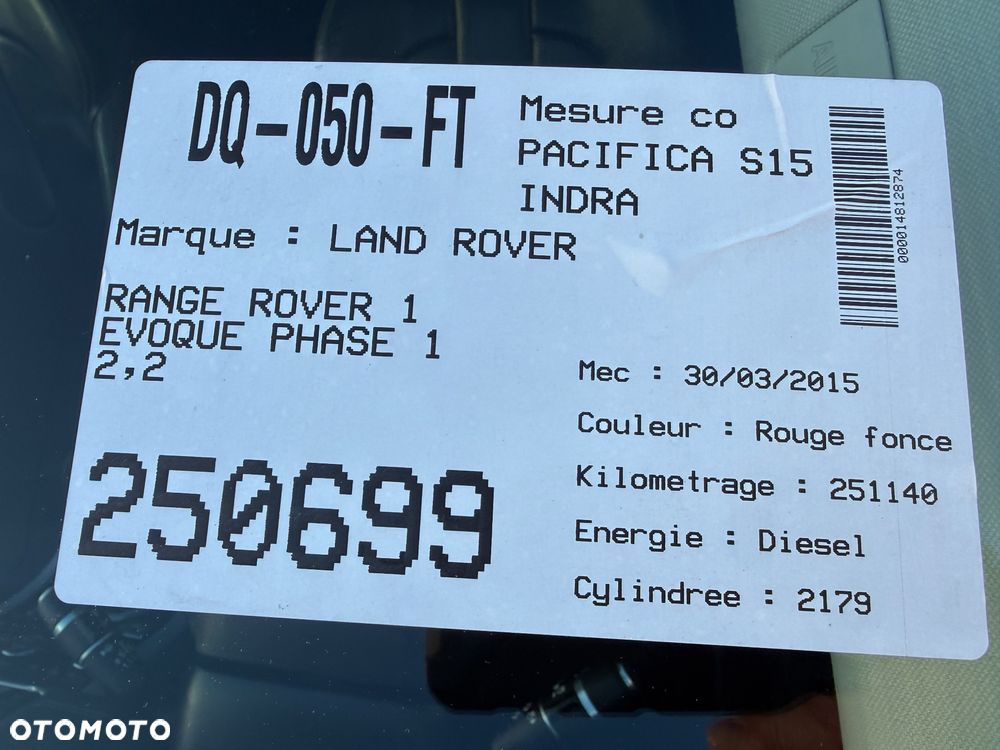 DQ-050-FT
Mesure co
PACIFICA S15
INDRA
000014812874
Marque : LAND ROVER
RANGE ROVER 1
EVOQUE PHASE 1
2,2
Mec : 30/03/2015
Couleur : Rouge fonce
Kilometrage : 251140
Energie : Diesel
Cylindree : 2179
250699
OTOMOTO